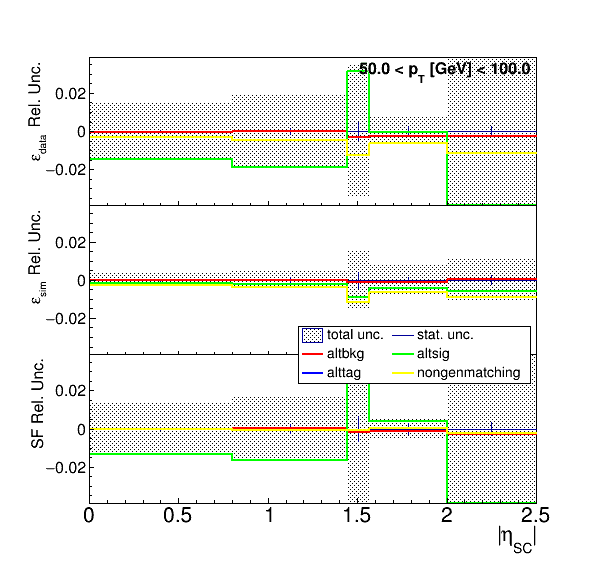 50.0 < p_T [GeV] < 100.0
ε_data Rel. Unc.
0.02
0
−0.02
ε_sim Rel. Unc.
0.02
0
−0.02
total unc. stat. unc.
altbkg altsig
alttag nongenmatching
SF Rel. Unc.
0.02
0
−0.02
0 0.5 1 1.5 2 2.5
|η_SC|